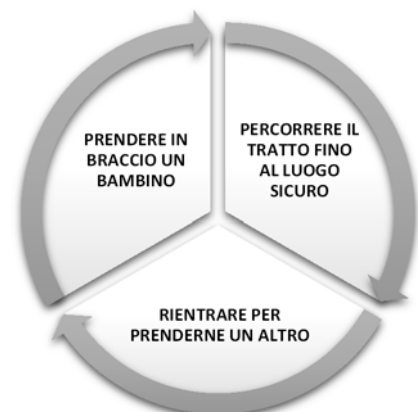 PRENDERE IN
BRACCIO UN
BAMBINO
PERCORRERE IL
TRATTO FINO
AL LUOGO
SICURO
RIENTRARE PER
PRENDERNE UN ALTRO